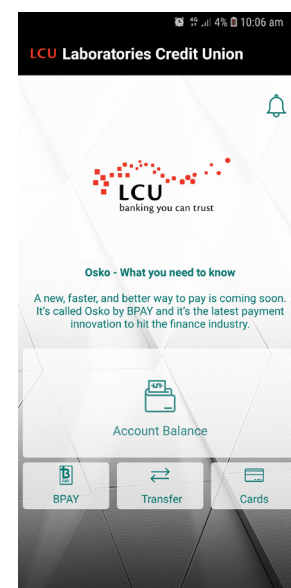 4G 4% 10:06 am
LCU Laboratories Credit Union
LCU
banking you can trust
Osko - What you need to know
A new, faster, and better way to pay is coming soon.
It's called Osko by BPAY and it's the latest payment
innovation to hit the finance industry.
Account Balance
B
PAY
BPAY Transfer Cards